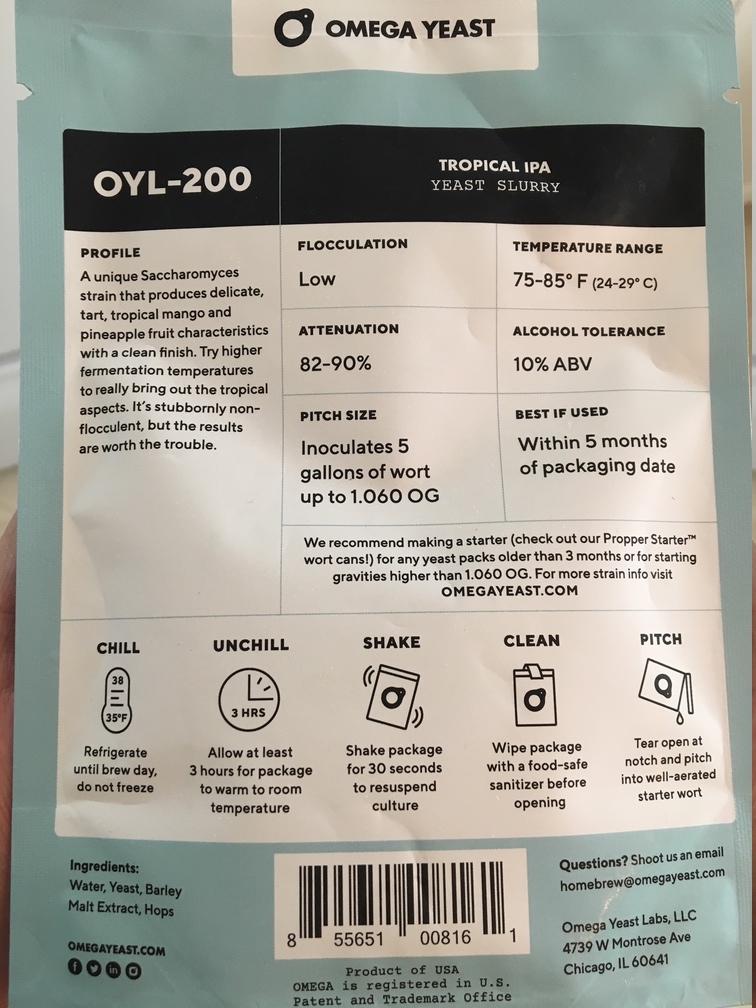 OMEGA YEAST
OYL-200
TROPICAL IPA
YEAST SLURRY
PROFILE
A unique Saccharomyces
strain that produces delicate,
tart, tropical mango and
pineapple fruit characteristics
with a clean finish. Try higher
fermentation temperatures
to really bring out the tropical
aspects. It's stubbornly non-
flocculent, but the results
are worth the trouble.
FLOCCULATION
Low
TEMPERATURE RANGE
75-85° F (24-29° C)
ATTENUATION
82-90%
ALCOHOL TOLERANCE
10% ABV
PITCH SIZE
Inoculates 5
gallons of wort
up to 1.060 OG
BEST IF USED
Within 5 months
of packaging date
We recommend making a starter (check out our Propper Starter™
wort cans!) for any yeast packs older than 3 months or for starting
gravities higher than 1.060 OG. For more strain info visit
OMEGAYEAST.COM
CHILL
38
35°F
Refrigerate
until brew day,
do not freeze
UNCHILL
3 HRS
Allow at least
3 hours for package
to warm to room
temperature
SHAKE
Shake package
for 30 seconds
to resuspend
culture
CLEAN
Wipe package
with a food-safe
sanitizer before
opening
PITCH
Tear open at
notch and pitch
into well-aerated
starter wort
Ingredients:
Water, Yeast, Barley
Malt Extract, Hops
OMEGAYEAST.COM
8 55651 00816 1
Product of USA
OMEGA is registered in U.S.
Patent and Trademark Office
Questions? Shoot us an email
homebrew@omegayeast.com
Omega Yeast Labs, LLC
4739 W Montrose Ave
Chicago, IL 60641